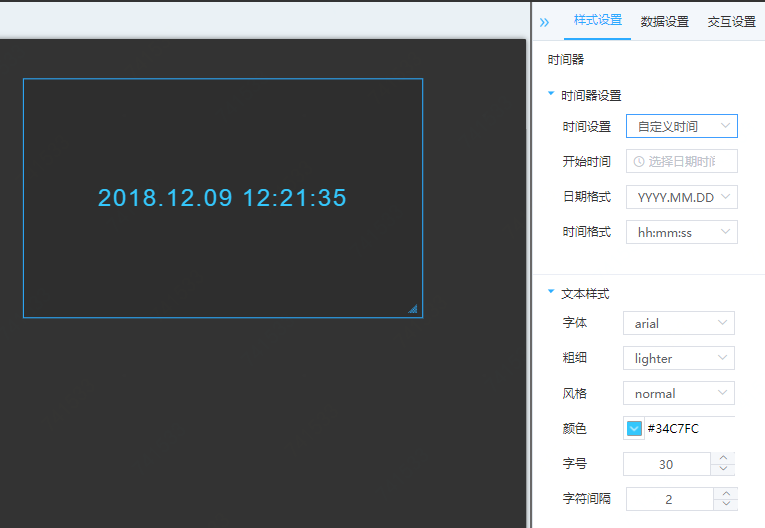 样式设置 数据设置 交互设置
时间器
时间器设置
时间设置 自定义时间
开始时间 选择日期时间
日期格式 YYYY.MM.DD
时间格式 hh:mm:ss
2018.12.09 12:21:35
文本样式
字体 arial
粗细 lighter
风格 normal
颜色 #34C7FC
字号 30
字符间隔 2